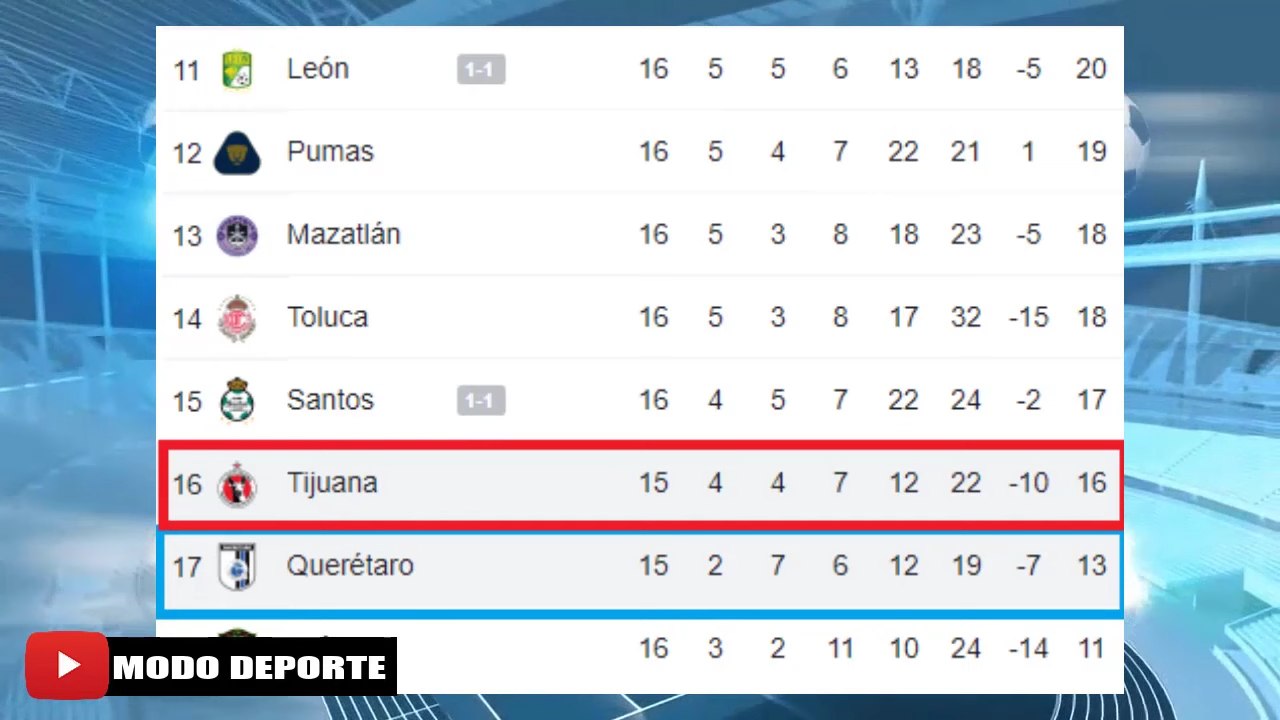 11 León 1-1 16 5 5 6 13 18 -5 20
12 Pumas 16 5 4 7 22 21 1 19
13 Mazatlán 16 5 3 8 18 23 -5 18
14 Toluca 16 5 3 8 17 32 -15 18
15 Santos 1-1 16 4 5 7 22 24 -2 17
16 Tijuana 15 4 4 7 12 22 -10 16
17 Querétaro 15 2 7 6 12 19 -7 13
16 3 2 11 10 24 -14 11
MODO DEPORTE